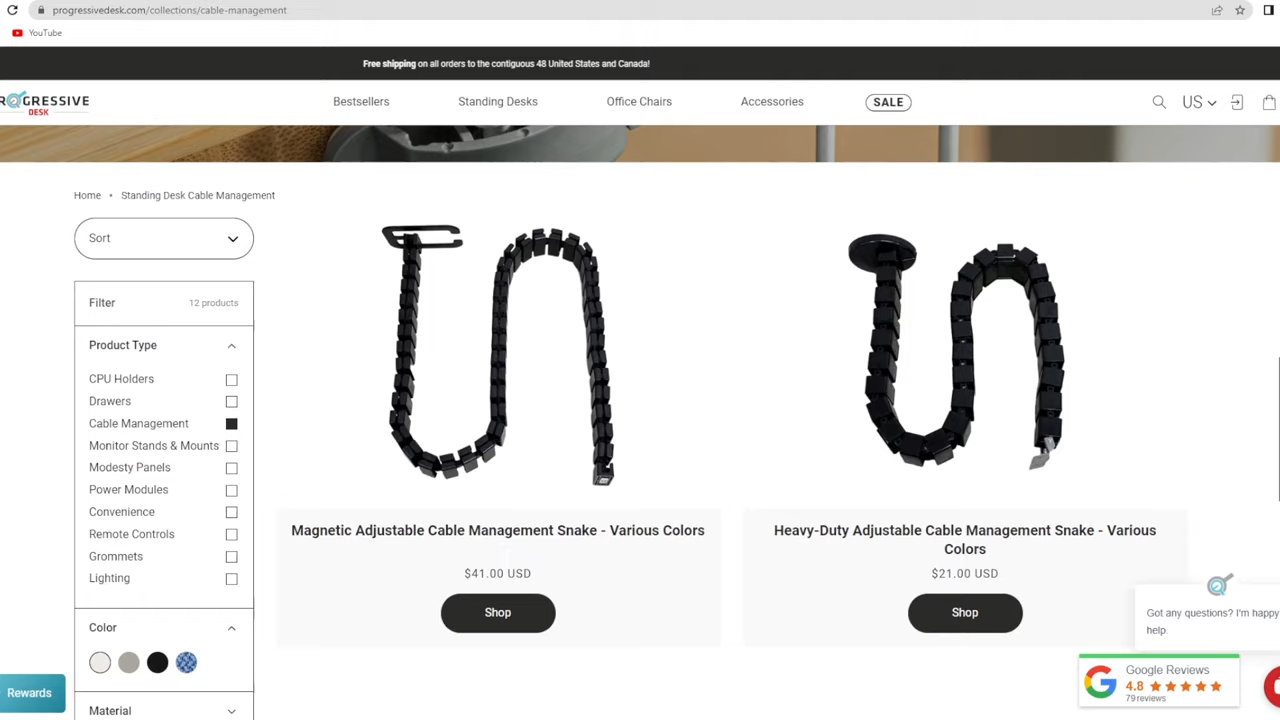 progressivedesk.com/collections/cable-management
YouTube
Free shipping on all orders to the contiguous 48 United States and Canada!
ROGRESSIVE
DESK
Bestsellers
Standing Desks
Office Chairs
Accessories
SALE
US
Home • Standing Desk Cable Management
Sort
Filter
12 products
Product Type
CPU Holders
Drawers
Cable Management
Monitor Stands & Mounts
Modesty Panels
Power Modules
Convenience
Remote Controls
Grommets
Lighting
Color
Material
Rewards
Magnetic Adjustable Cable Management Snake - Various Colors
$41.00 USD
Shop
Heavy-Duty Adjustable Cable Management Snake - Various
Colors
$21.00 USD
Shop
Got any questions? I'm happy
help.
Google Reviews
4.8
79 reviews